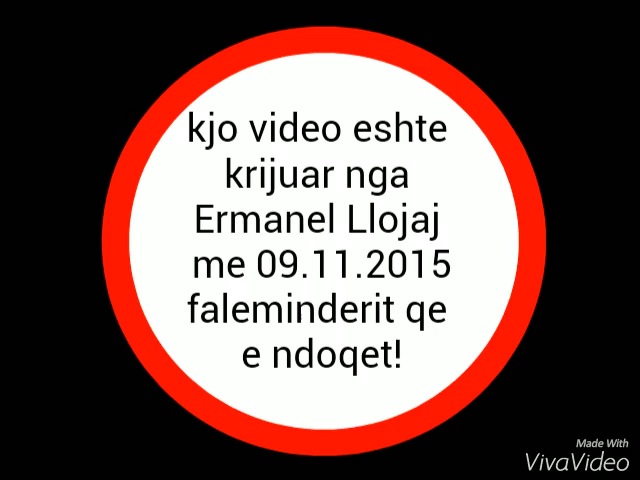 kjo video eshte
krijuar nga
Ermanel Llojaj
me 09.11.2015
faleminderit qe
e ndoqet!
Made With
VivaVideo